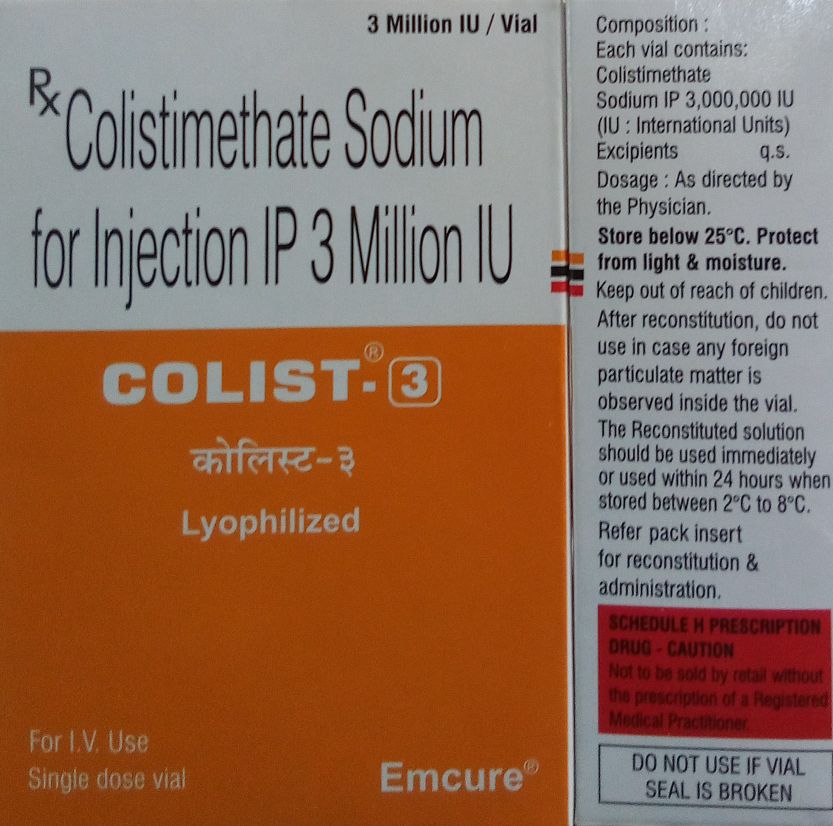 3 Million IU / Vial
Rx Colistimethate Sodium
for Injection IP 3 Million IU
COLIST®-3
कोलिस्ट-३
Lyophilized
For I.V. Use
Single dose vial
Emcure®
Composition :
Each vial contains:
Colistimethate
Sodium IP 3,000,000 IU
(IU : International Units)
Excipients q.s.
Dosage : As directed by
the Physician.
Store below 25°C. Protect
from light & moisture.
Keep out of reach of children.
After reconstitution, do not
use in case any foreign
particulate matter is
observed inside the vial.
The Reconstituted solution
should be used immediately
or used within 24 hours when
stored between 2°C to 8°C.
Refer pack insert
for reconstitution &
administration.
SCHEDULE H PRESCRIPTION
DRUG - CAUTION
Not to be sold by retail without
the prescription of a Registered
Medical Practitioner.
DO NOT USE IF VIAL
SEAL IS BROKEN